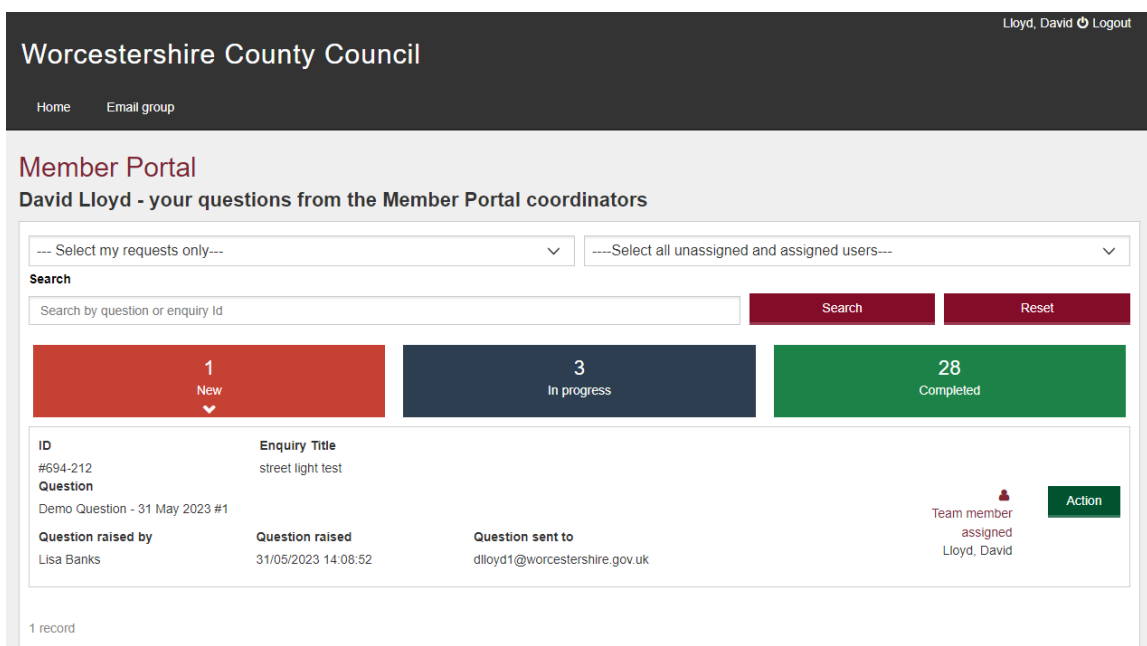 Lloyd, David Logout
Worcestershire County Council
Home Email group
Member Portal
David Lloyd - your questions from the Member Portal coordinators
--- Select my requests only---
----Select all unassigned and assigned users---
Search
Search by question or enquiry Id
Search
Reset
1
New
3
In progress
28
Completed
ID
Enquiry Title
#694-212
street light test
Question
Demo Question - 31 May 2023 #1
Question raised by
Question raised
Question sent to
Lisa Banks
31/05/2023 14:08:52
dlloyd1@worcestershire.gov.uk
Team member
assigned
Lloyd, David
Action
1 record